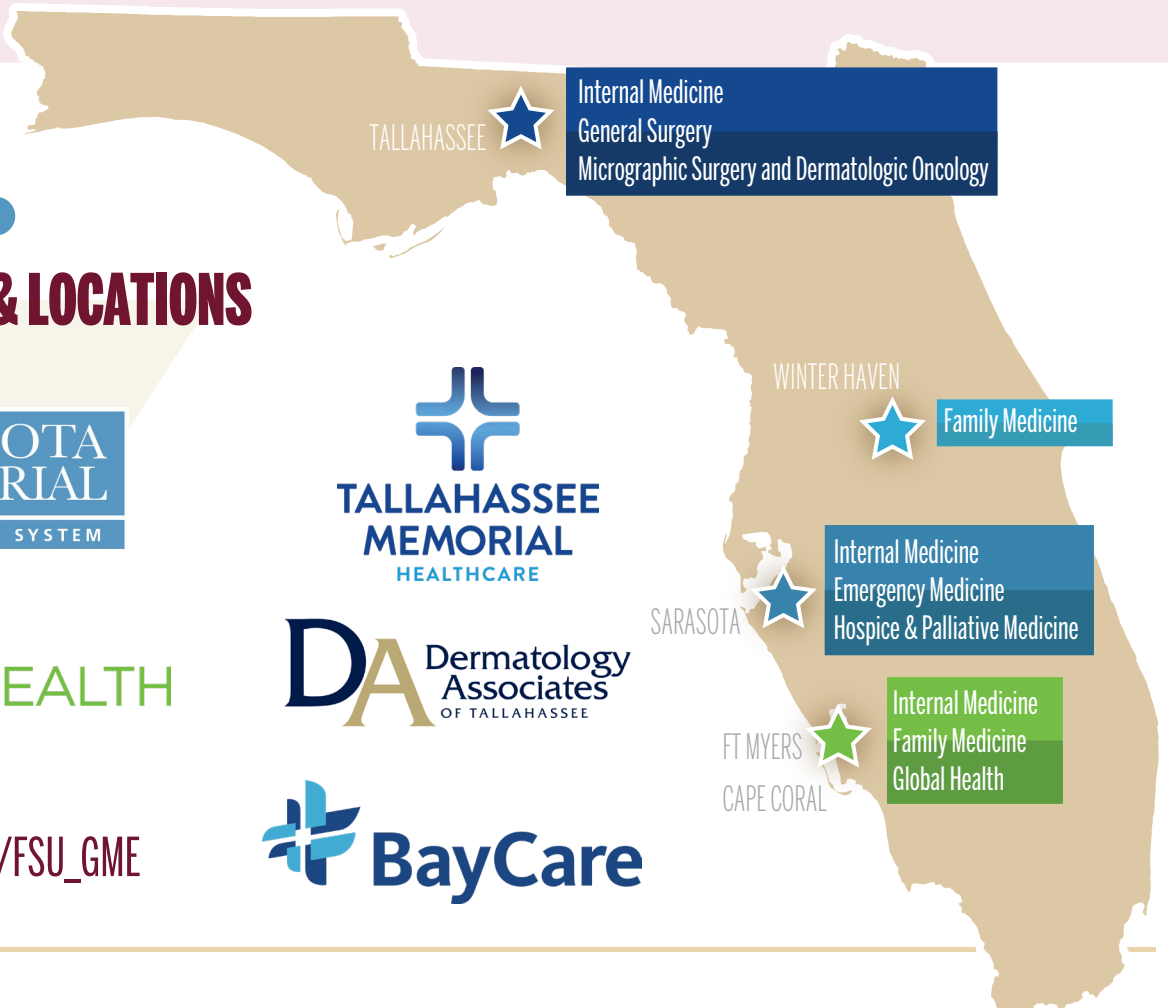 Internal Medicine
General Surgery
Micrographic Surgery and Dermatologic Oncology
TALLAHASSEE
& LOCATIONS
WINTER HAVEN
Family Medicine
OTA
RIAL
SYSTEM
TALLAHASSEE
MEMORIAL
HEALTHCARE
Internal Medicine
Emergency Medicine
Hospice & Palliative Medicine
SARASOTA
EALTH
DA Dermatology
Associates
OF TALLAHASSEE
Internal Medicine
Family Medicine
Global Health
FT MYERS
CAPE CORAL
/FSU_GME
BayCare